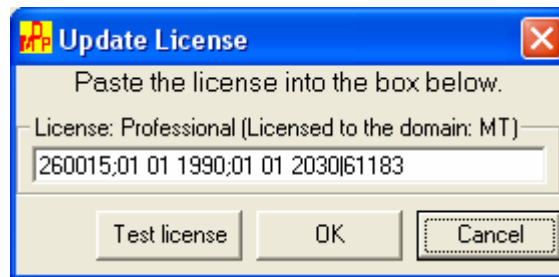 Update License
Paste the license into the box below.
License: Professional (Licensed to the domain: MT)
260015;01 01 1990;01 01 2030|61183
Test license OK Cancel